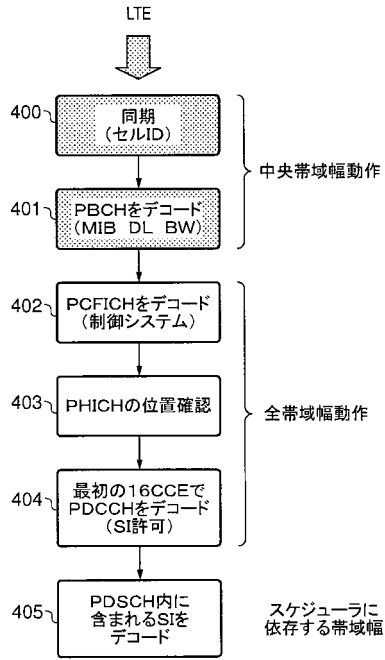 LTE
400
同期
(セルID)
401
PBCHをデコード
(MIB DL BW)
中央帯域幅動作
402
PCFICHをデコード
(制御システム)
403
PHICHの位置確認
404
最初の16CCEで
PDCCHをデコード
(SI許可)
全帯域幅動作
405
PDSCH内に
含まれるSIを
デコード
スケジューラに
依存する帯域幅